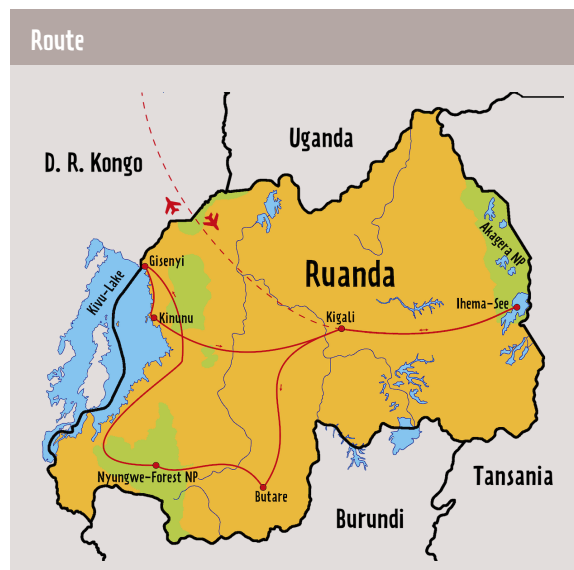 Route
Uganda
D. R. Kongo
Akagera NP
Gisenyi
Ruanda
Kivu-Lake
Ihema-See
Kinunu
Kigali
Nyungwe-Forest NP
Tansania
Butare
Burundi